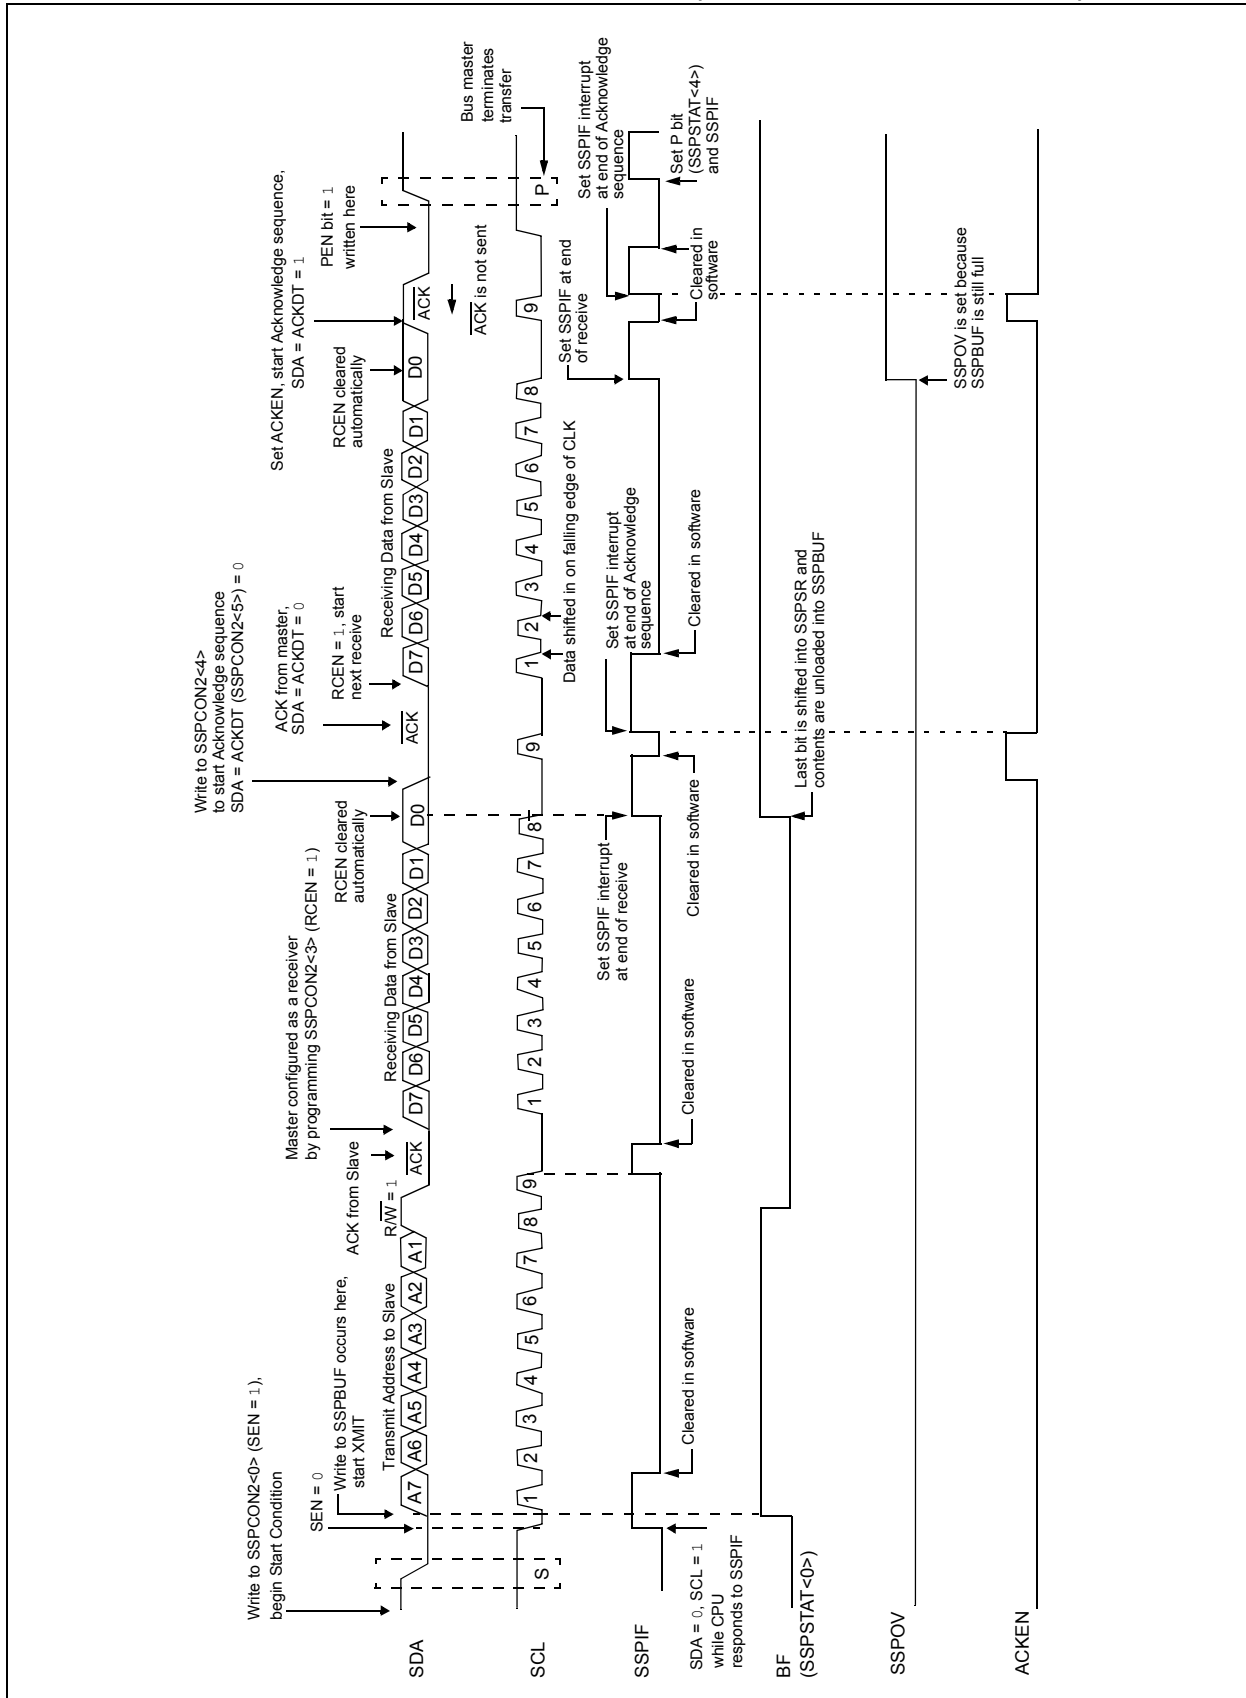 Write to SSPCON2<0> (SEN = 1),
begin Start Condition
SEN = 0
Write to SSPBUF occurs here,
start XMIT
Transmit Address to Slave
ACK from Slave
R/W = 1
Master configured as a receiver
by programming SSPCON2<3> (RCEN = 1)
Receiving Data from Slave
RCEN cleared
automatically
Write to SSPCON2<4>
to start Acknowledge sequence
SDA = ACKDT (SSPCON2<5>) = 0
ACK from master,
SDA = ACKDT = 0
RCEN = 1, start
next receive
Receiving Data from Slave
RCEN cleared
automatically
Set ACKEN, start Acknowledge sequence,
SDA = ACKDT = 1
PEN bit = 1
written here
SDA
A7 A6 A5 A4 A3 A2 A1
ACK
D7 D6 D5 D4 D3 D2 D1 D0
ACK
D7 D6 D5 D4 D3 D2 D1 D0
ACK
ACK is not sent
Bus master
terminates
transfer
SCL
S
1 2 3 4 5 6 7 8 9
1 2 3 4 5 6 7 8 9
1 2 3 4 5 6 7 8 9
P
Data shifted in on falling edge of CLK
Set SSPIF interrupt
at end of receive
Set SSPIF interrupt
at end of Acknowledge
sequence
Set SSPIF at end
of receive
Set SSPIF interrupt
at end of Acknowledge
sequence
SSPIF
SDA = 0, SCL = 1
while CPU
responds to SSPIF
Cleared in software
Cleared in software
Cleared in software
Cleared in software
Cleared in
software
Set P bit
(SSPSTAT<4>)
and SSPIF
BF
(SSPSTAT<0>)
Last bit is shifted into SSPSR and
contents are unloaded into SSPBUF
SSPOV
SSPOV is set because
SSPBUF is still full
ACKEN